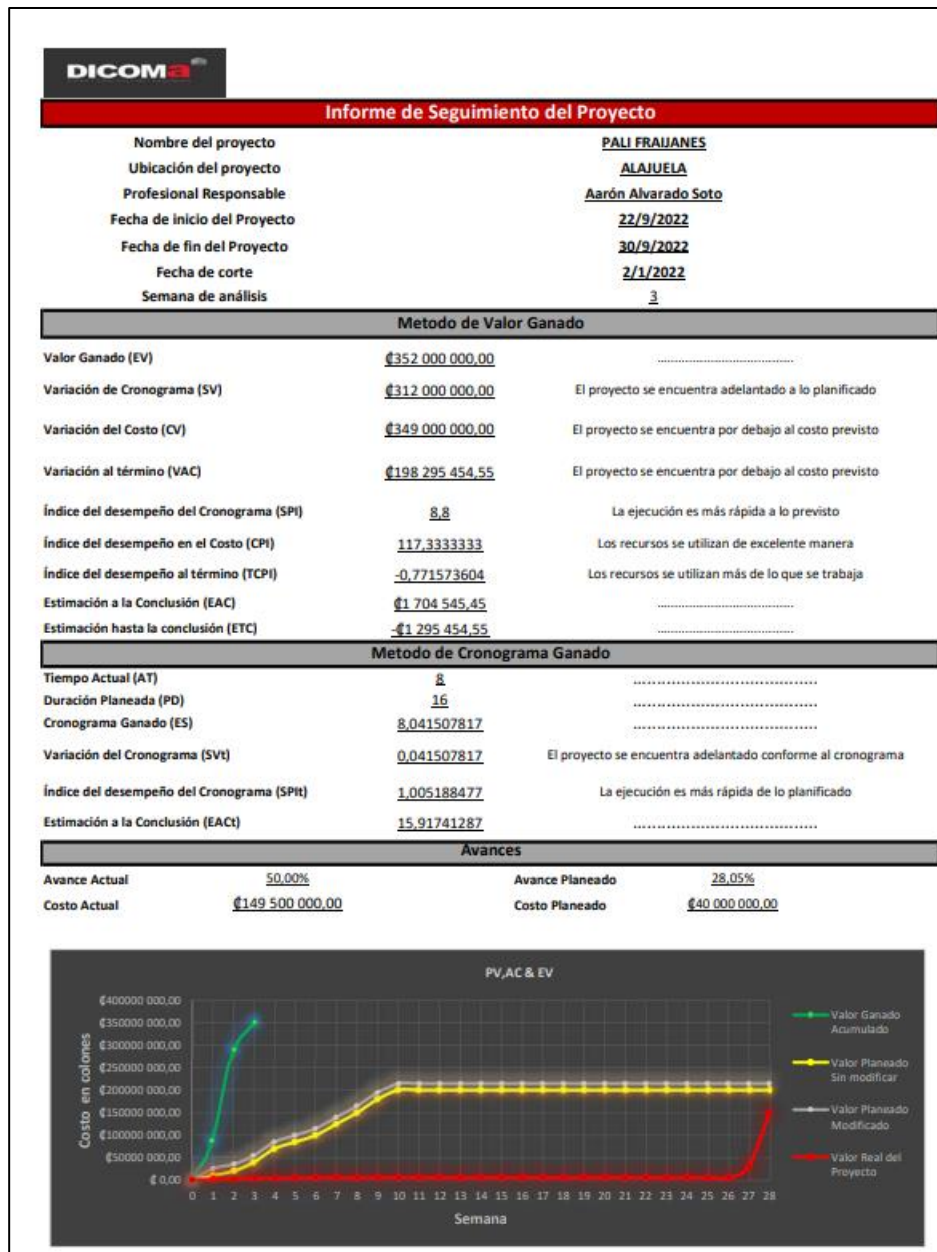 DICOMa
Informe de Seguimiento del Proyecto
Nombre del proyecto PALI FRAIJANES
Ubicación del proyecto ALAJUELA
Profesional Responsable Aarón Alvarado Soto
Fecha de inicio del Proyecto 22/9/2022
Fecha de fin del Proyecto 30/9/2022
Fecha de corte 2/1/2022
Semana de análisis 3
Metodo de Valor Ganado
Valor Ganado (EV) ₡352 000 000,00 ........................................
Variación de Cronograma (SV) ₡312 000 000,00 El proyecto se encuentra adelantado a lo planificado
Variación del Costo (CV) ₡349 000 000,00 El proyecto se encuentra por debajo al costo previsto
Variación al término (VAC) ₡198 295 454,55 El proyecto se encuentra por debajo al costo previsto
Índice del desempeño del Cronograma (SPI) 8,8 La ejecución es más rápida a lo previsto
Índice del desempeño en el Costo (CPI) 117,3333333 Los recursos se utilizan de excelente manera
Índice del desempeño al término (TCPI) -0,771573604 Los recursos se utilizan más de lo que se trabaja
Estimación a la Conclusión (EAC) ₡1 704 545,45 ........................................
Estimación hasta la conclusión (ETC) -₡1 295 454,55 ........................................
Metodo de Cronograma Ganado
Tiempo Actual (AT) 8 ........................................
Duración Planeada (PD) 16 ........................................
Cronograma Ganado (ES) 8,041507817 ........................................
Variación del Cronograma (SVt) 0,041507817 El proyecto se encuentra adelantado conforme al cronograma
Índice del desempeño del Cronograma (SPIt) 1,005188477 La ejecución es más rápida de lo planificado
Estimación a la Conclusión (EACt) 15,91741287 ........................................
Avances
Avance Actual 50,00% Avance Planeado 28,05%
Costo Actual ₡149 500 000,00 Costo Planeado ₡40 000 000,00
PV,AC & EV
Costo en colones
₡400000 000,00
₡350000 000,00
₡300000 000,00
₡250000 000,00
₡200000 000,00
₡150000 000,00
₡100000 000,00
₡50000 000,00
₡ 0,00
0 1 2 3 4 5 6 7 8 9 10 11 12 13 14 15 16 17 18 19 20 21 22 23 24 25 26 27 28
Semana
Valor Ganado
Acumulado
Valor Planeado
Sin modificar
Valor Planeado
Modificado
Valor Real del
Proyecto